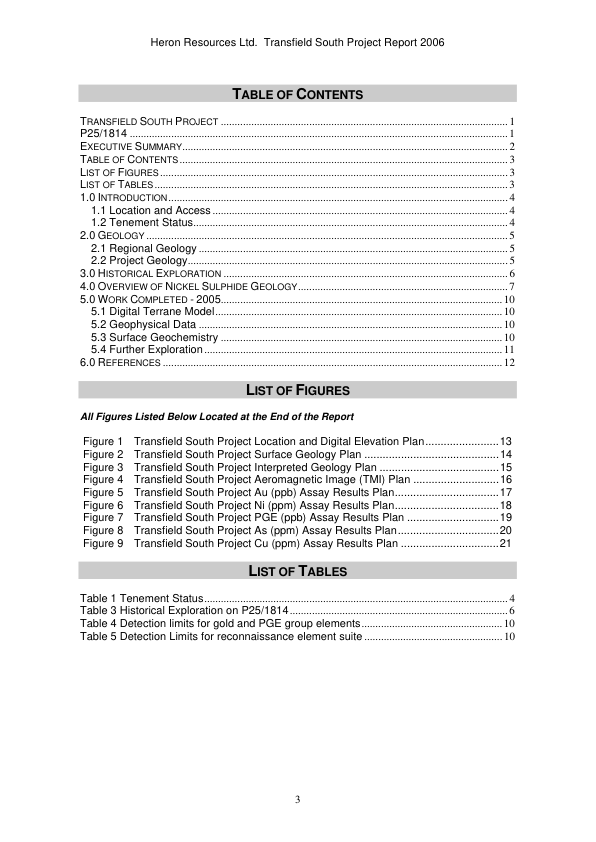 Heron Resources Ltd.  Transfield South Project Report 2006
TABLE OF CONTENTS
TRANSFIELD SOUTH PROJECT ........ 1
P25/1814 ........ 1
EXECUTIVE SUMMARY ........ 2
TABLE OF CONTENTS ........ 3
LIST OF FIGURES ........ 3
LIST OF TABLES ........ 3
1.0 INTRODUCTION ........ 4
1.1 Location and Access ........ 4
1.2 Tenement Status ........ 4
2.0 GEOLOGY ........ 5
2.1 Regional Geology ........ 5
2.2 Project Geology ........ 5
3.0 HISTORICAL EXPLORATION ........ 6
4.0 OVERVIEW OF NICKEL SULPHIDE GEOLOGY ........ 7
5.0 WORK COMPLETED - 2005 ........ 10
5.1 Digital Terrane Model ........ 10
5.2 Geophysical Data ........ 10
5.3 Surface Geochemistry ........ 10
5.4 Further Exploration ........ 11
6.0 REFERENCES ........ 12
LIST OF FIGURES
All Figures Listed Below Located at the End of the Report
Figure 1 Transfield South Project Location and Digital Elevation Plan ........ 13
Figure 2 Transfield South Project Surface Geology Plan ........ 14
Figure 3 Transfield South Project Interpreted Geology Plan ........ 15
Figure 4 Transfield South Project Aeromagnetic Image (TMI) Plan ........ 16
Figure 5 Transfield South Project Au (ppb) Assay Results Plan ........ 17
Figure 6 Transfield South Project Ni (ppm) Assay Results Plan ........ 18
Figure 7 Transfield South Project PGE (ppb) Assay Results Plan ........ 19
Figure 8 Transfield South Project As (ppm) Assay Results Plan ........ 20
Figure 9 Transfield South Project Cu (ppm) Assay Results Plan ........ 21
LIST OF TABLES
Table 1 Tenement Status ........ 4
Table 3 Historical Exploration on P25/1814 ........ 6
Table 4 Detection limits for gold and PGE group elements ........ 10
Table 5 Detection Limits for reconnaissance element suite ........ 10
3